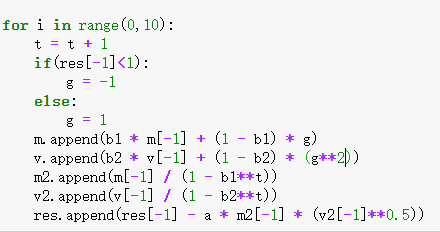 for i in range(0,10):
    t = t + 1
    if(res[-1]<1):
        g = -1
    else:
        g = 1
    m.append(b1 * m[-1] + (1 - b1) * g)
    v.append(b2 * v[-1] + (1 - b2) * (g**2))
    m2.append(m[-1] / (1 - b1**t))
    v2.append(v[-1] / (1 - b2**t))
    res.append(res[-1] - a * m2[-1] * (v2[-1]**0.5))